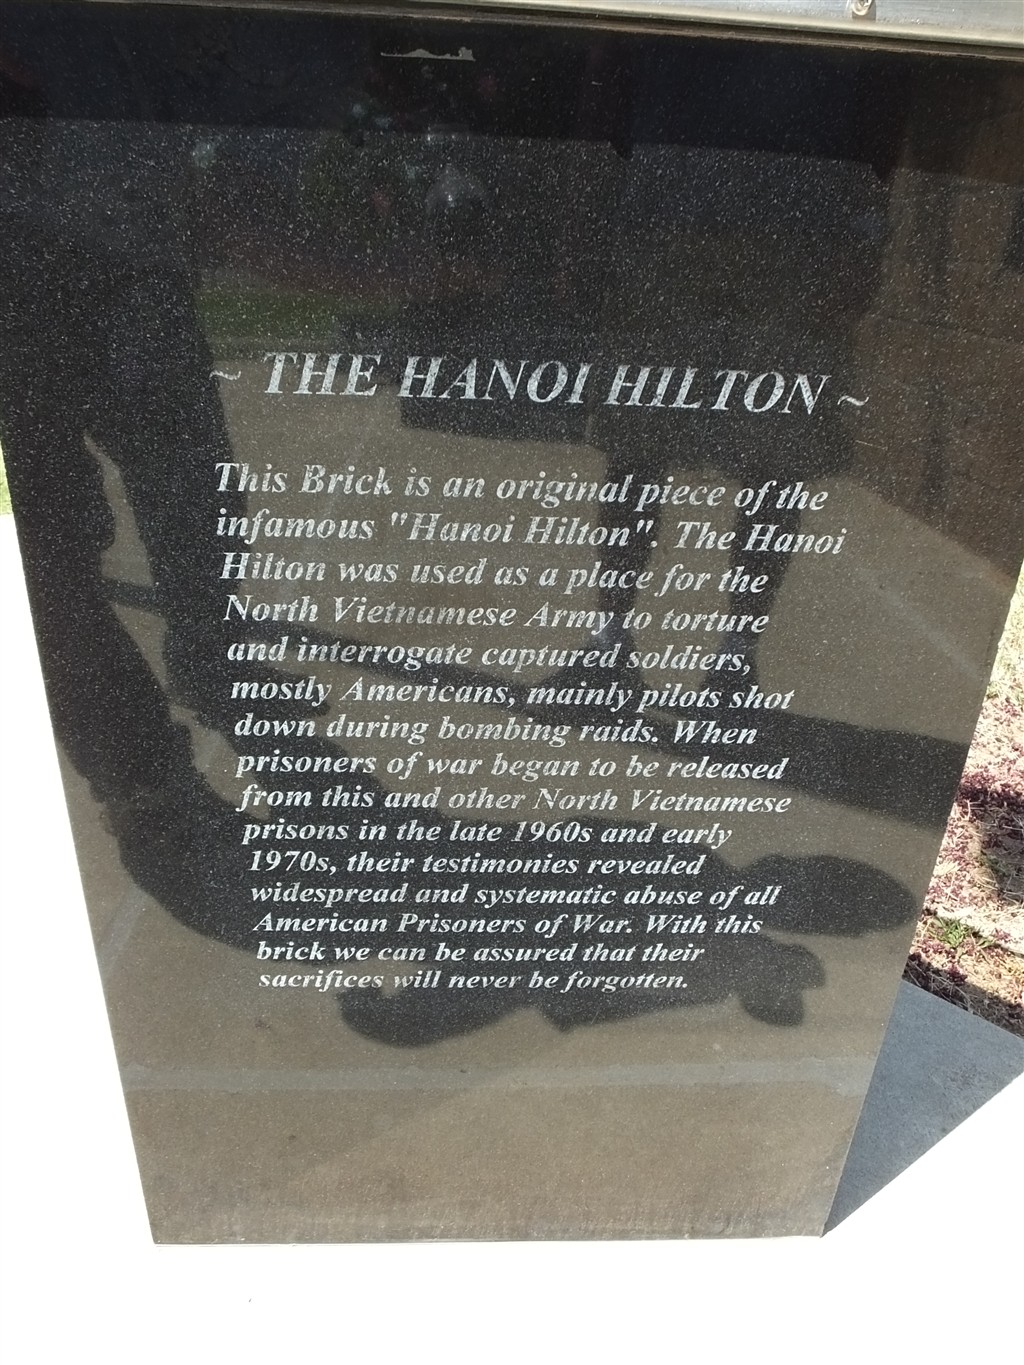 ~ THE HANOI HILTON ~
This Brick is an original piece of the
infamous "Hanoi Hilton". The Hanoi
Hilton was used as a place for the
North Vietnamese Army to torture
and interrogate captured soldiers,
mostly Americans, mainly pilots shot
down during bombing raids. When
prisoners of war began to be released
from this and other North Vietnamese
prisons in the late 1960s and early
1970s, their testimonies revealed
widespread and systematic abuse of all
American Prisoners of War. With this
brick we can be assured that their
sacrifices will never be forgotten.